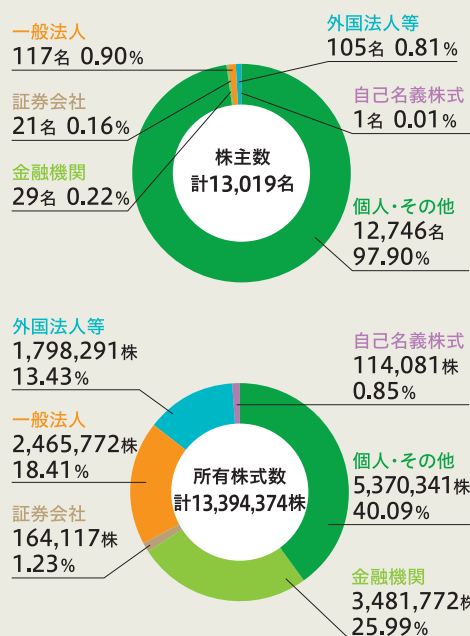 一般法人
117名 0.90%
証券会社
21名 0.16%
金融機関
29名 0.22%
外国法人等
105名 0.81%
自己名義株式
1名 0.01%
個人・その他
12,746名
97.90%
株主数
計13,019名
外国法人等
1,798,291株
13.43%
一般法人
2,465,772株
18.41%
証券会社
164,117株
1.23%
自己名義株式
114,081株
0.85%
個人・その他
5,370,341株
40.09%
金融機関
3,481,772株
25.99%
所有株式数
計13,394,374株